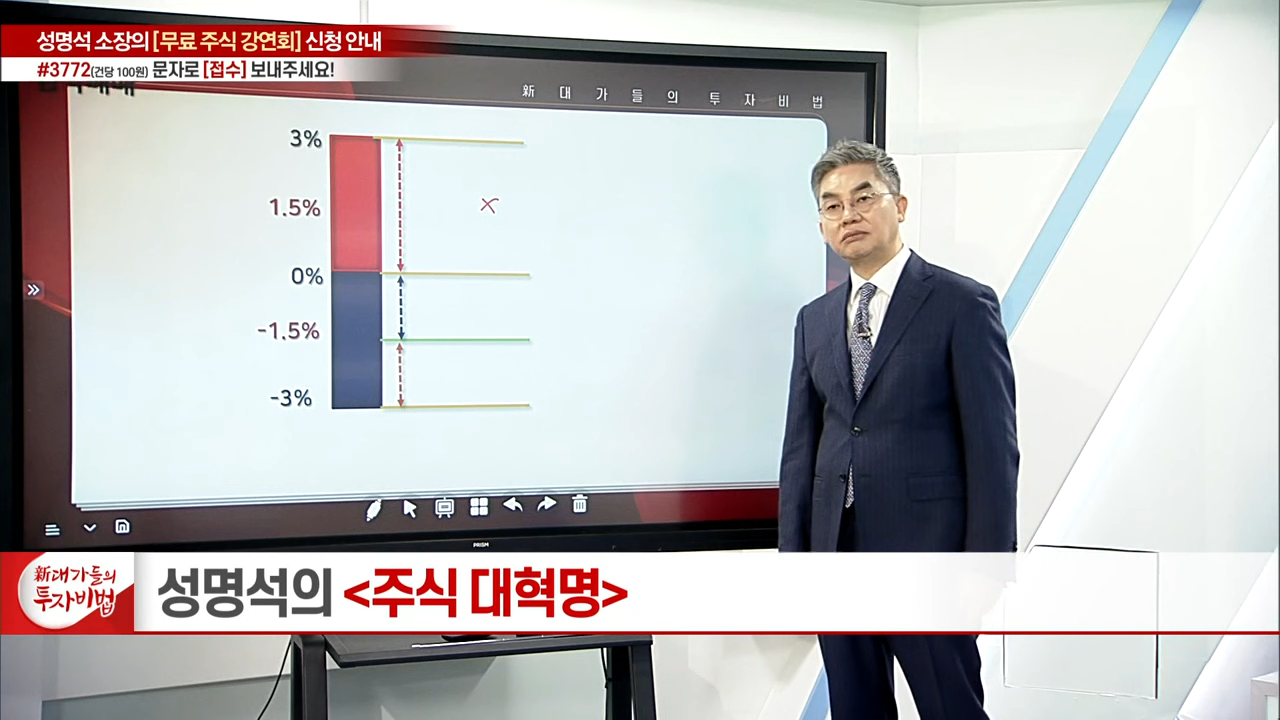 성명석 소장의 [무료 주식 강연회] 신청 안내
#3772(건당 100원) 문자로 [접수] 보내주세요!
新 대가들의 투자비법
3%
1.5%
0%
-1.5%
-3%
PRISM
新대가들의
투자비법
성명석의 <주식 대혁명>